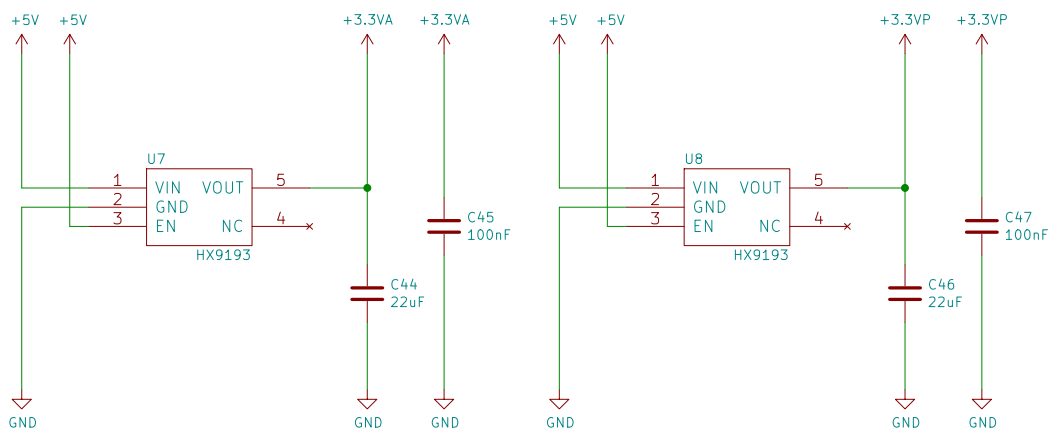 +5V +5V +3.3VA +3.3VA +5V +5V +3.3VP +3.3VP
U7 U8
1 VIN VOUT 5 1 VIN VOUT 5
2 GND 2 GND
3 EN NC 4 3 EN NC 4
C45 C47
100nF 100nF
HX9193 HX9193
C44 C46
22uF 22uF
GND GND GND GND GND GND